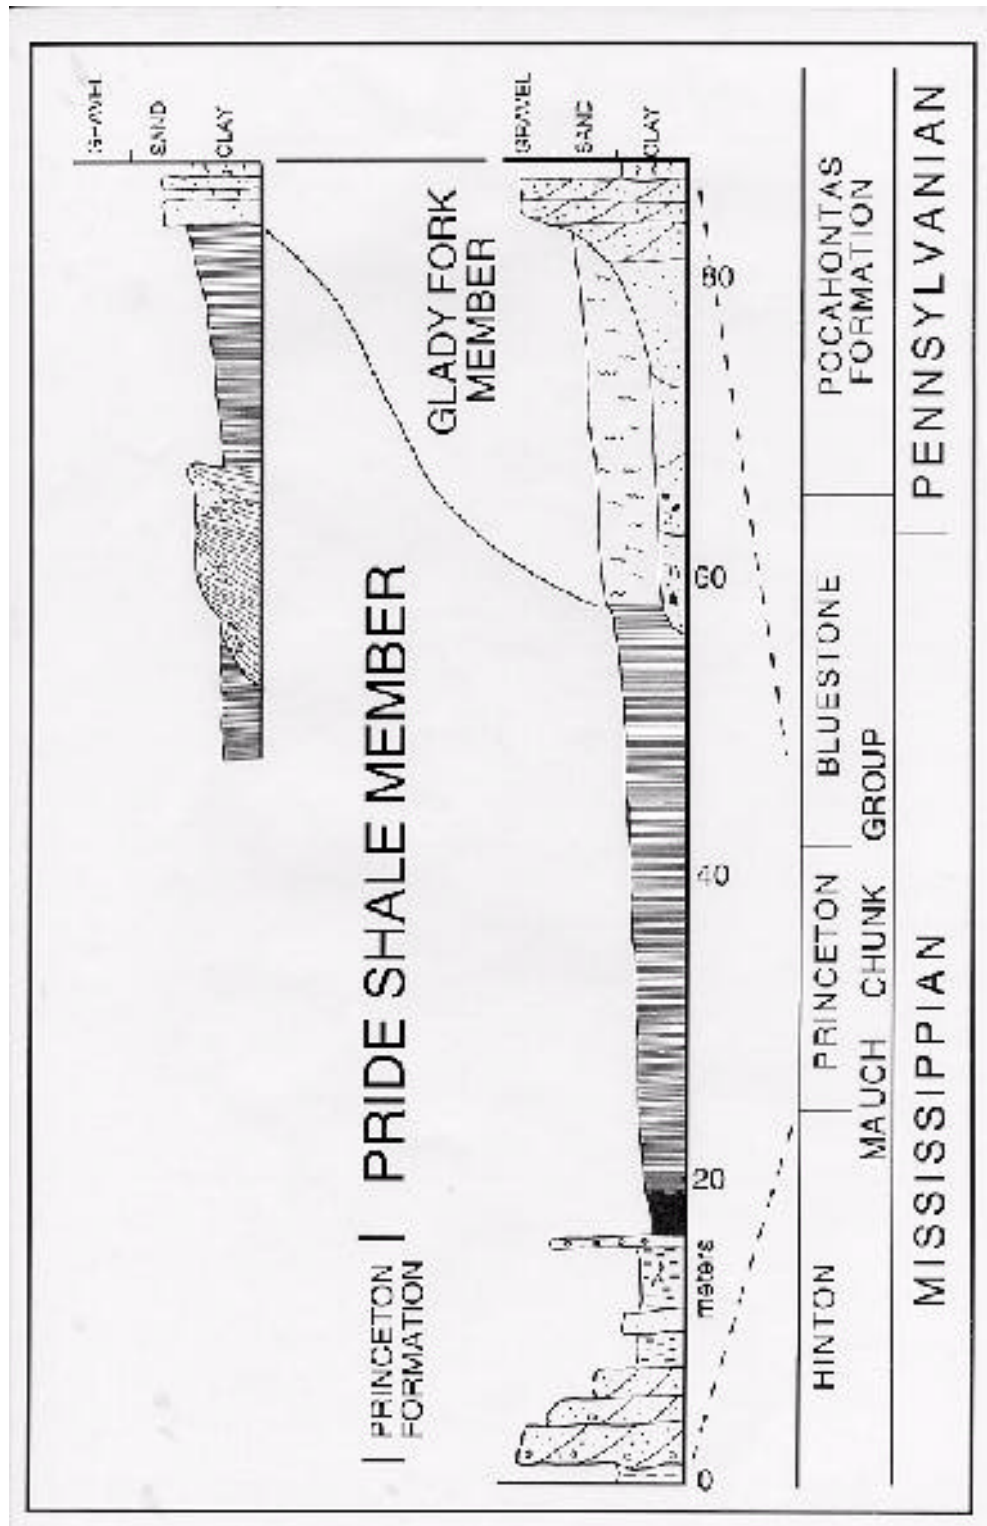 GRAVEL
SAND
CLAY
GRAVEL
SAND
CLAY
GLADY FORK
MEMBER
PRIDE SHALE MEMBER
PRINCETON
FORMATION
80
60
40
20
meters
0
POCAHONTAS
FORMATION
BLUESTONE
PRINCETON
HINTON
MAUCH CHUNK GROUP
PENNSYLVANIAN
MISSISSIPPIAN